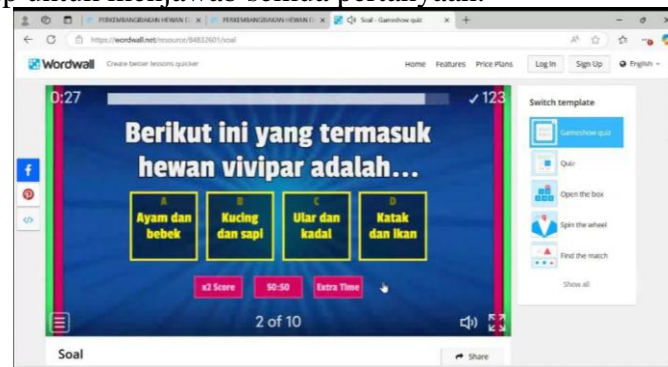 untuk menjawab semua pertanyaan.
PERKEMBANGBIAKAN HEWAN
PERKEMBANGBIAKAN HEWAN
Soal - Gameshow quiz
https://wordwall.net/resource/94832601/soal
Wordwall
Create better lessons quicker
Home Features Price Plans Log In Sign Up English
0:27
✓ 123
Berikut ini yang termasuk
hewan vivipar adalah...
A
Ayam dan
bebek
B
Kucing
dan sapi
C
Ular dan
kadal
D
Katak
dan ikan
x2 Score
50:50
Extra Time
2 of 10
Switch template
Gameshow quiz
Quiz
Open the box
Spin the wheel
Find the match
Show all
Soal
Share